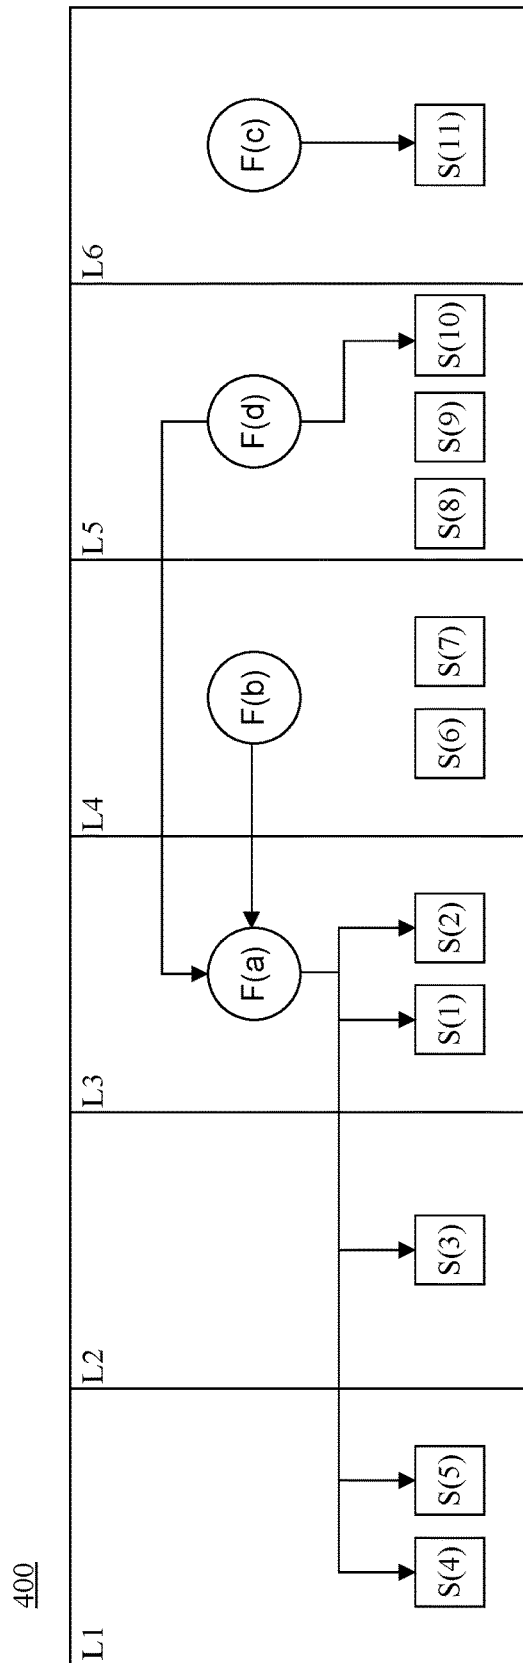 400
L1
L2
L3
L4
L5
L6
F(a)
F(b)
F(d)
F(c)
S(4)
S(5)
S(3)
S(1)
S(2)
S(6)
S(7)
S(8)
S(9)
S(10)
S(11)